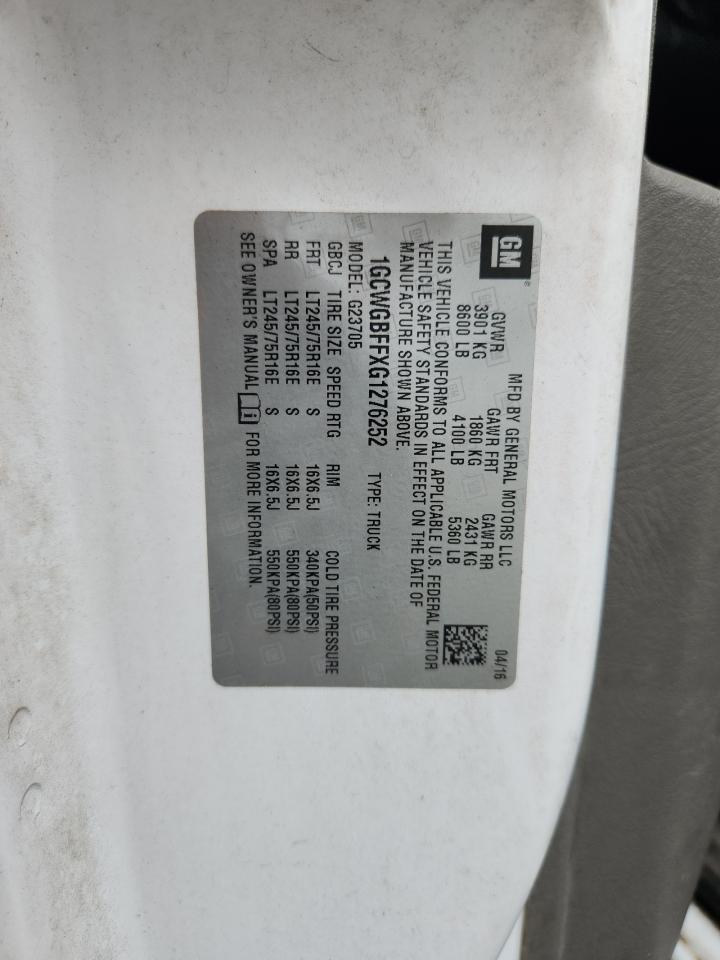 GM®
MFD BY GENERAL MOTORS LLC 04/16
GVWR GAWR FRT GAWR RR
3901 KG 1860 KG 2431 KG
8600 LB 4100 LB 5360 LB
THIS VEHICLE CONFORMS TO ALL APPLICABLE U.S. FEDERAL MOTOR
VEHICLE SAFETY STANDARDS IN EFFECT ON THE DATE OF
MANUFACTURE SHOWN ABOVE.
1GCWGBFFXG1276252 TYPE: TRUCK
MODEL: G23705
GBCJ TIRE SIZE SPEED RTG RIM COLD TIRE PRESSURE
FRT LT245/75R16E S 16X6.5J 340KPA(50PSI)
RR LT245/75R16E S 16X6.5J 550KPA(80PSI)
SPA LT245/75R16E S 16X6.5J 550KPA(80PSI)
SEE OWNER'S MANUAL i FOR MORE INFORMATION.